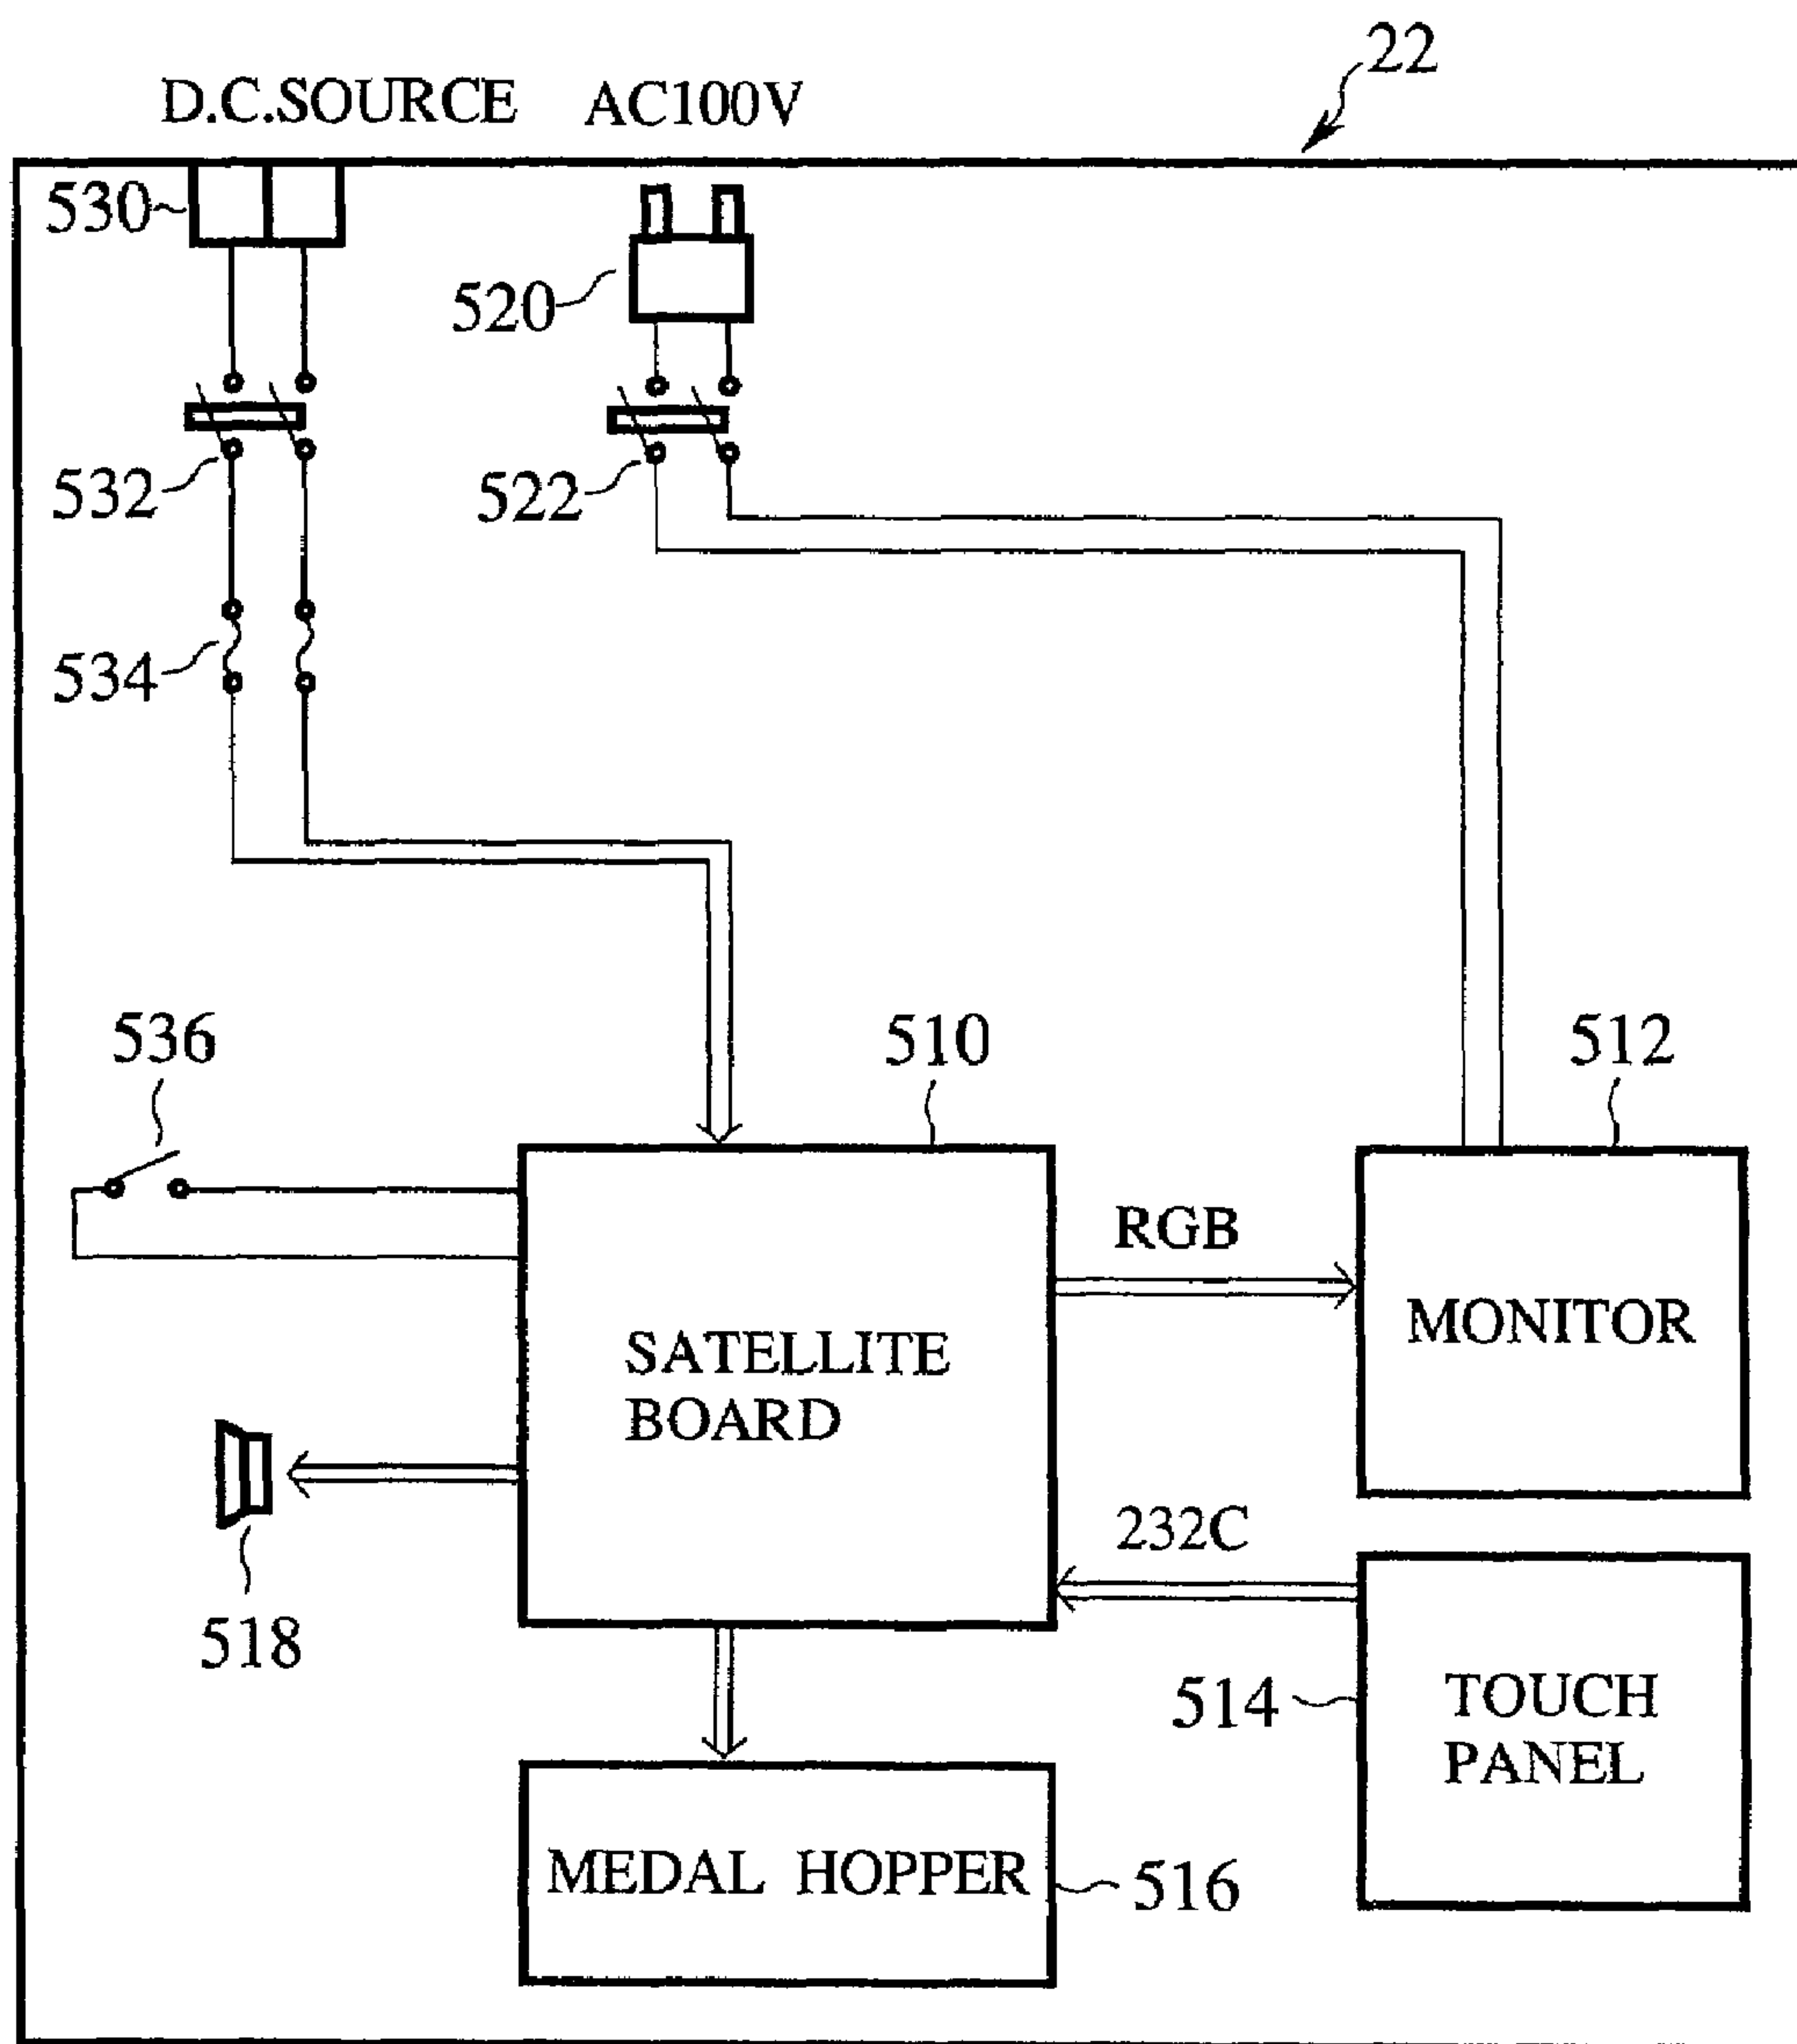 22
D.C.SOURCE AC100V
530
520
532
522
534
536
510
512
RGB
MONITOR
SATELLITE
BOARD
232C
518
514
TOUCH
PANEL
MEDAL HOPPER
516